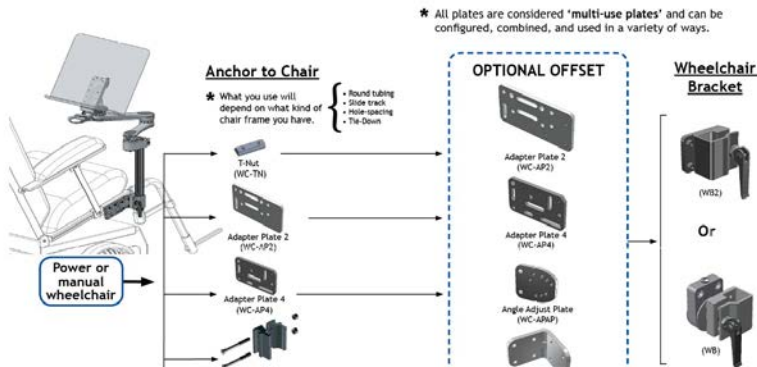 * All plates are considered ‘multi-use plates’ and can be
configured, combined, and used in a variety of ways.
Anchor to Chair
* What you use will
depend on what kind of
chair frame you have.
• Round tubing
• Slide track
• Hole-spacing
• Tie-Down
OPTIONAL OFFSET
Wheelchair
Bracket
T-Nut
(WC-TN)
Adapter Plate 2
(WC-AP2)
(WB2)
Adapter Plate 2
(WC-AP2)
Adapter Plate 4
(WC-AP4)
Or
Power or
manual
wheelchair
Adapter Plate 4
(WC-AP4)
Angle Adjust Plate
(WC-APAP)
(WB)